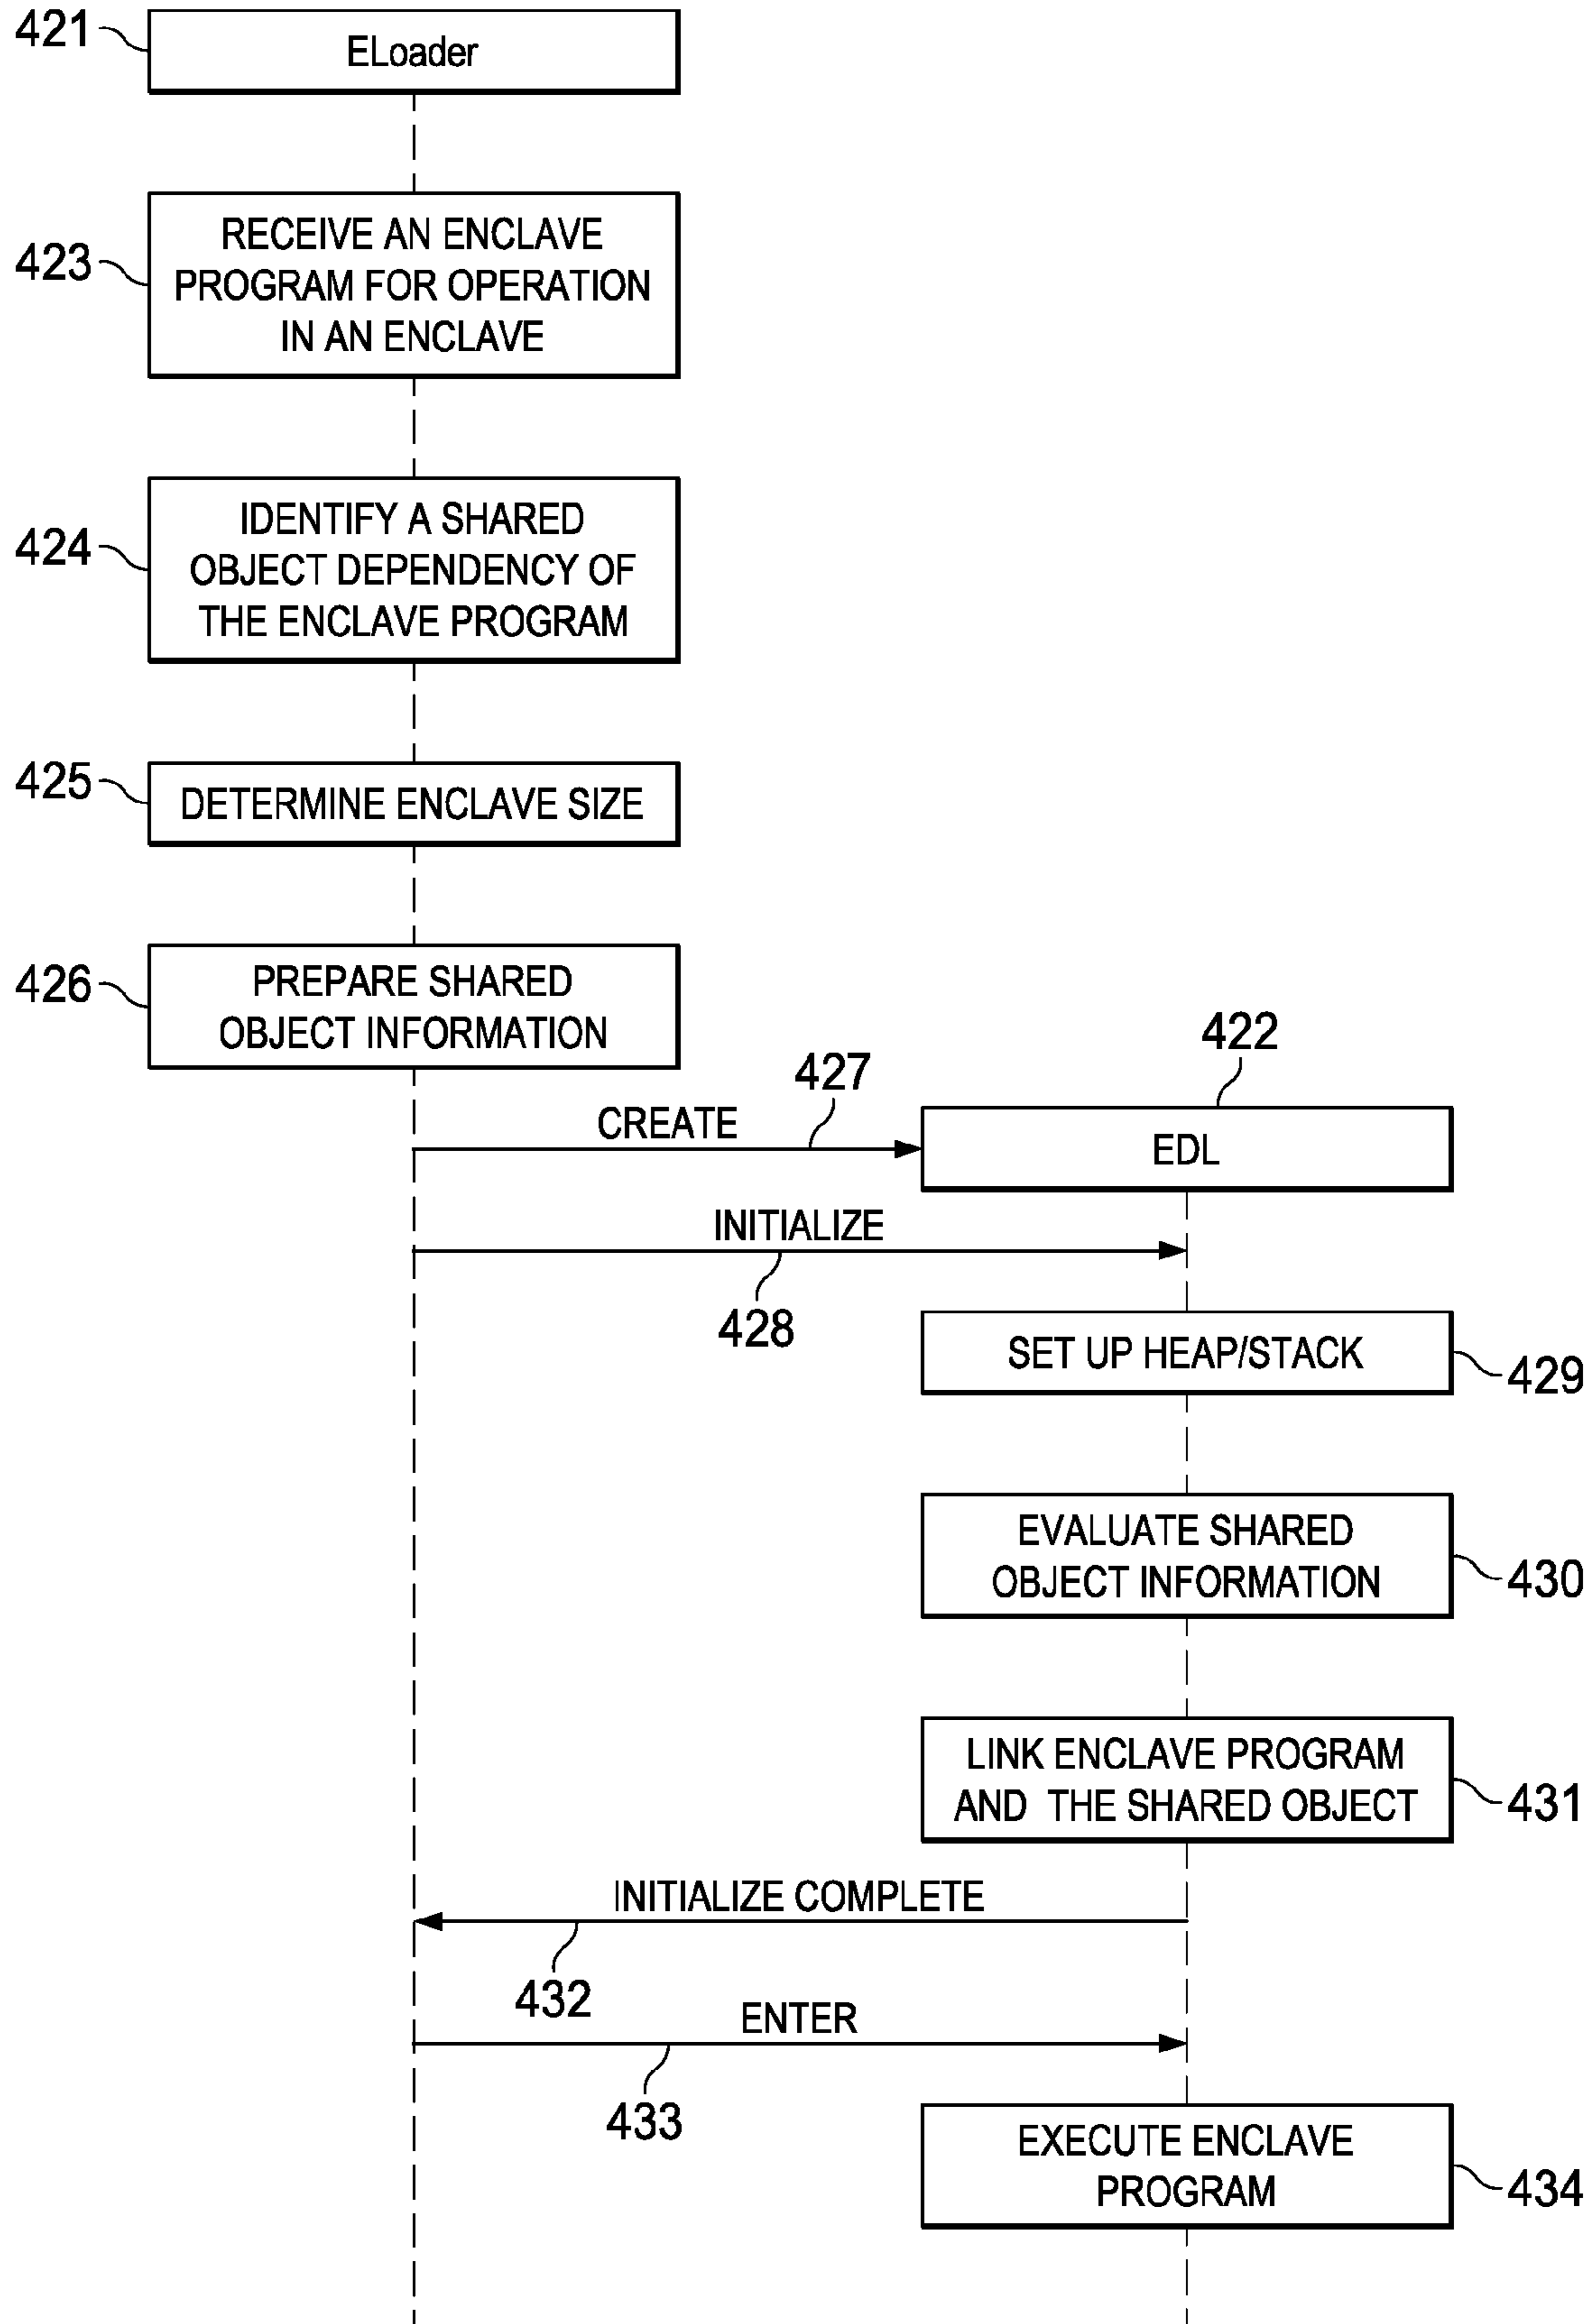 421
ELoader
423
RECEIVE AN ENCLAVE
PROGRAM FOR OPERATION
IN AN ENCLAVE
424
IDENTIFY A SHARED
OBJECT DEPENDENCY OF
THE ENCLAVE PROGRAM
425
DETERMINE ENCLAVE SIZE
426
PREPARE SHARED
OBJECT INFORMATION
422
427
CREATE
EDL
INITIALIZE
428
SET UP HEAP/STACK
429
EVALUATE SHARED
OBJECT INFORMATION
430
LINK ENCLAVE PROGRAM
AND THE SHARED OBJECT
431
INITIALIZE COMPLETE
432
ENTER
433
EXECUTE ENCLAVE
PROGRAM
434